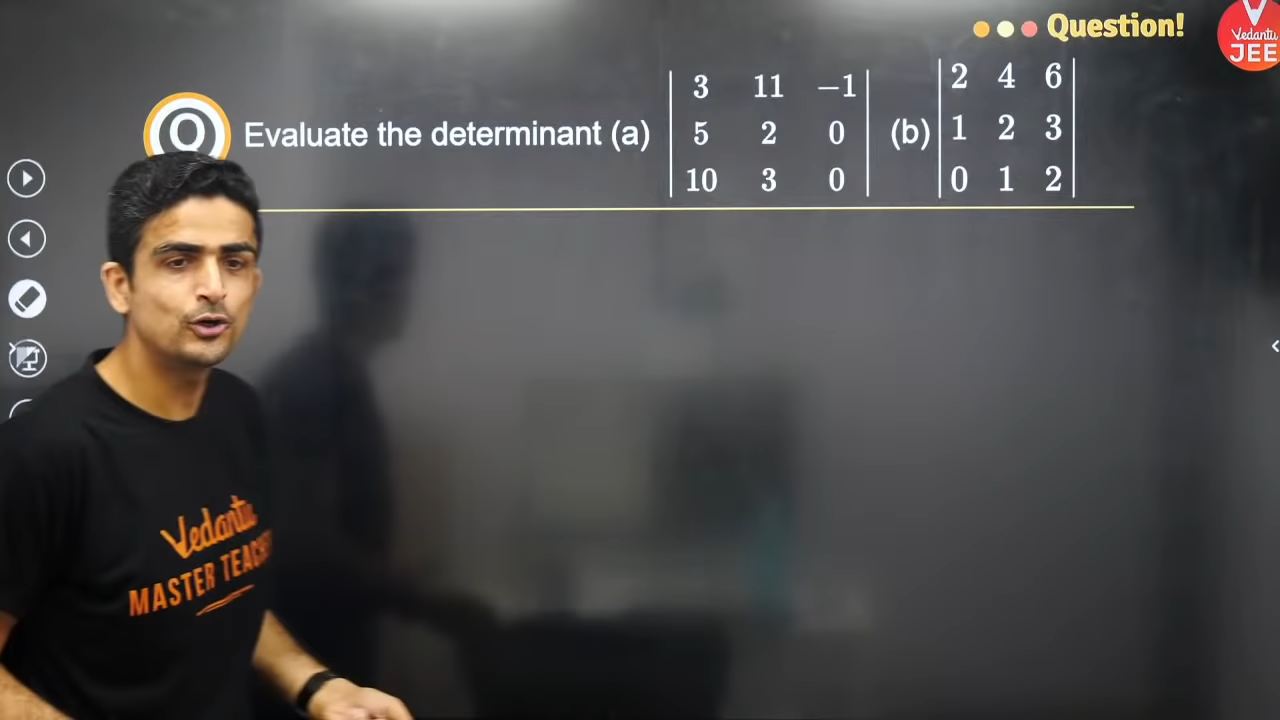 Question!
Vedantu
JEE
Q Evaluate the determinant (a) | 3 11 −1 | (b) | 2 4 6 |
| 5 2 0 | | 1 2 3 |
| 10 3 0 | | 0 1 2 |
Vedantu
MASTER TEACHER